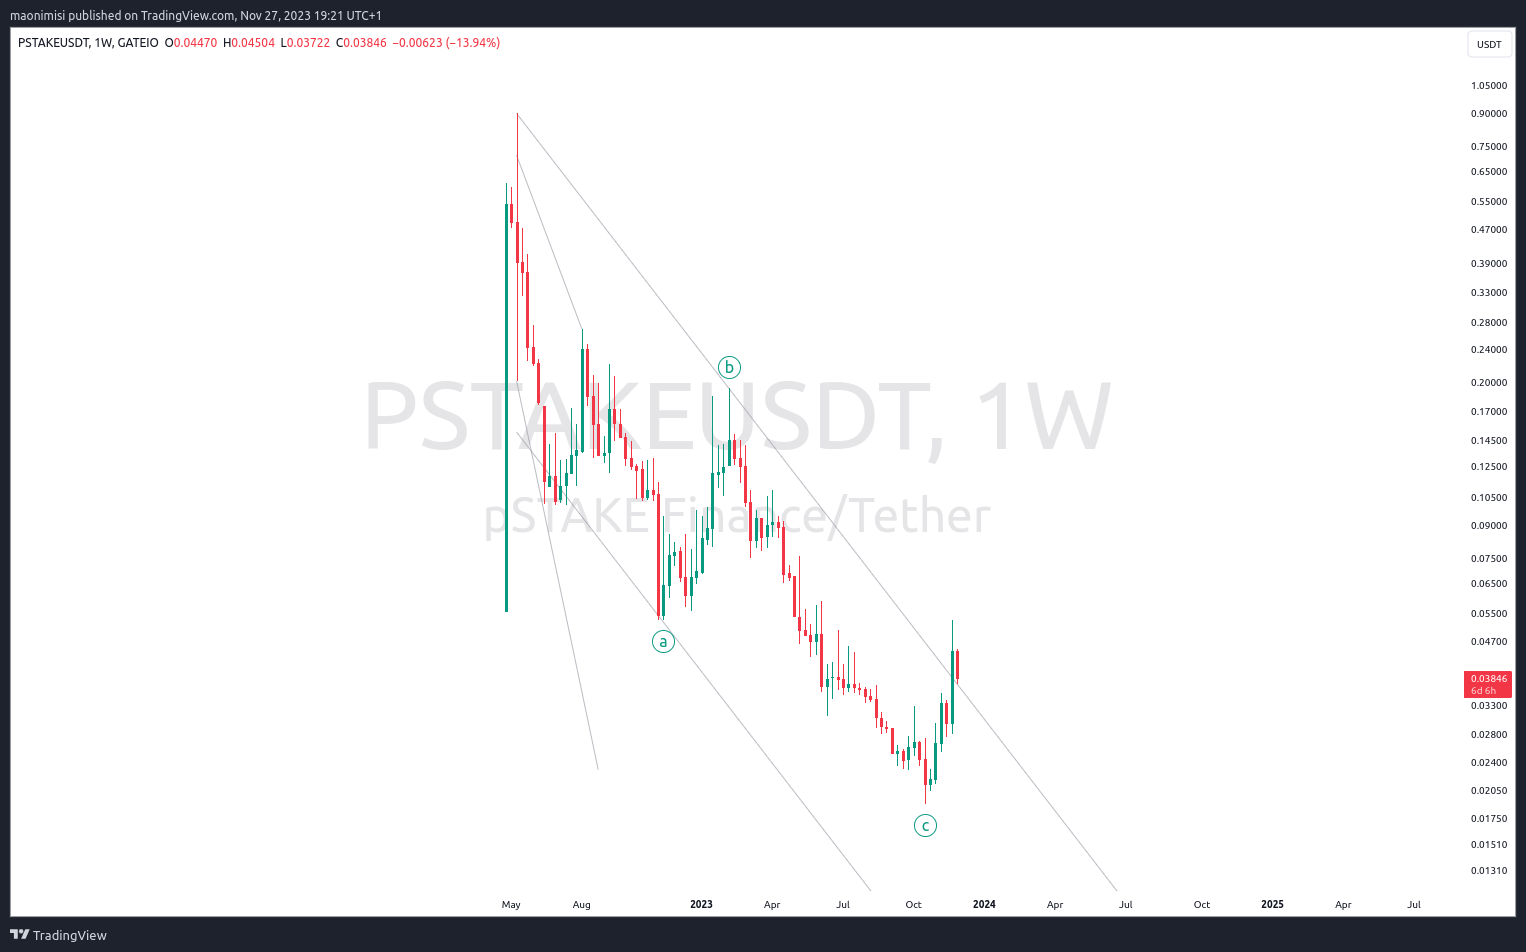 maonimisi published on TradingView.com, Nov 27, 2023 19:21 UTC+1
PSTAKEUSDT, 1W, GATEIO O0.04470 H0.04504 L0.03722 C0.03846 −0.00623 (−13.94%)
USDT
1.05000
0.90000
0.75000
0.65000
0.55000
0.47000
0.39000
0.33000
0.28000
0.24000
0.20000
0.17000
0.14500
0.12500
0.10500
0.09000
0.07500
0.06500
0.05500
0.04700
0.03846
6d 6h
0.03300
0.02800
0.02400
0.02050
0.01750
0.01510
0.01310
PSTAKEUSDT, 1W
pSTAKE Finance/Tether
b
a
c
May Aug 2023 Apr Jul Oct 2024 Apr Jul Oct 2025 Apr Jul
TradingView